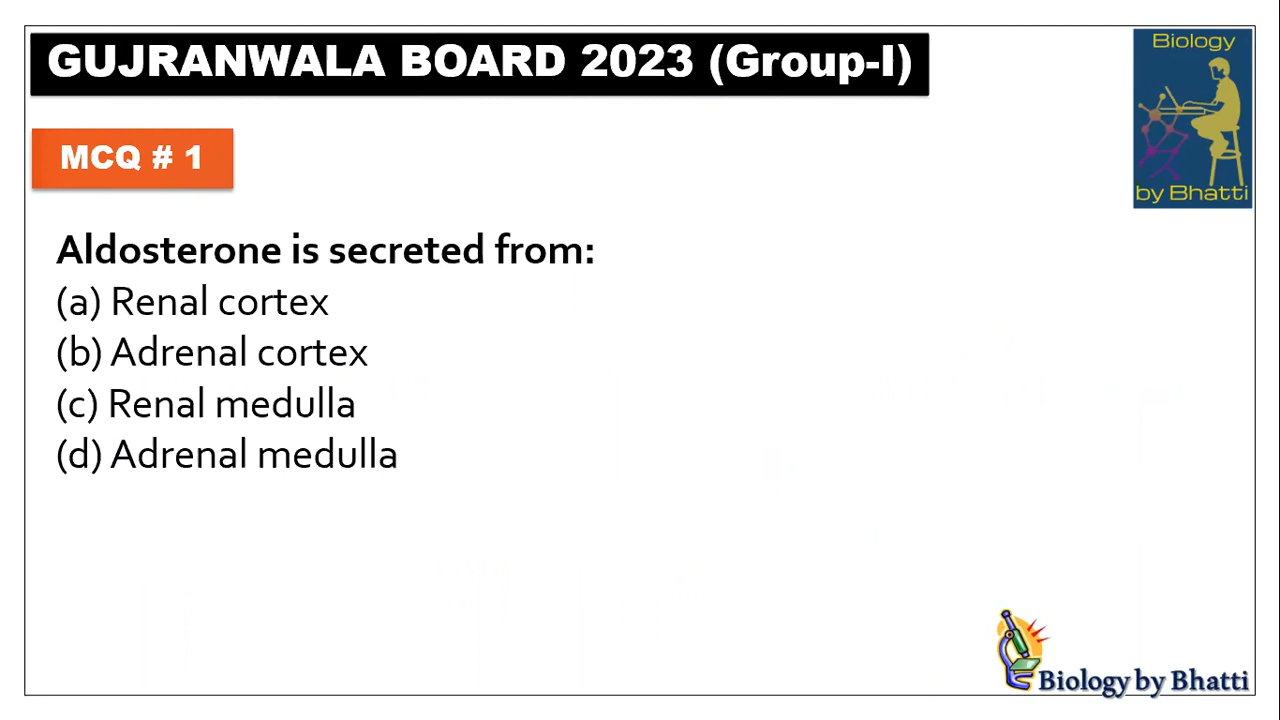 GUJRANWALA BOARD 2023 (Group-I)
Biology
by Bhatti
MCQ # 1
Aldosterone is secreted from:
(a) Renal cortex
(b) Adrenal cortex
(c) Renal medulla
(d) Adrenal medulla
Biology by Bhatti